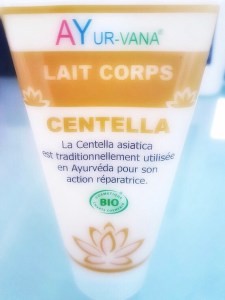 AYUR-VANA®
LAIT CORPS
CENTELLA
La Centella asiatica
est traditionnellement utilisée
en Ayurvéda pour son
action réparatrice.
BIO